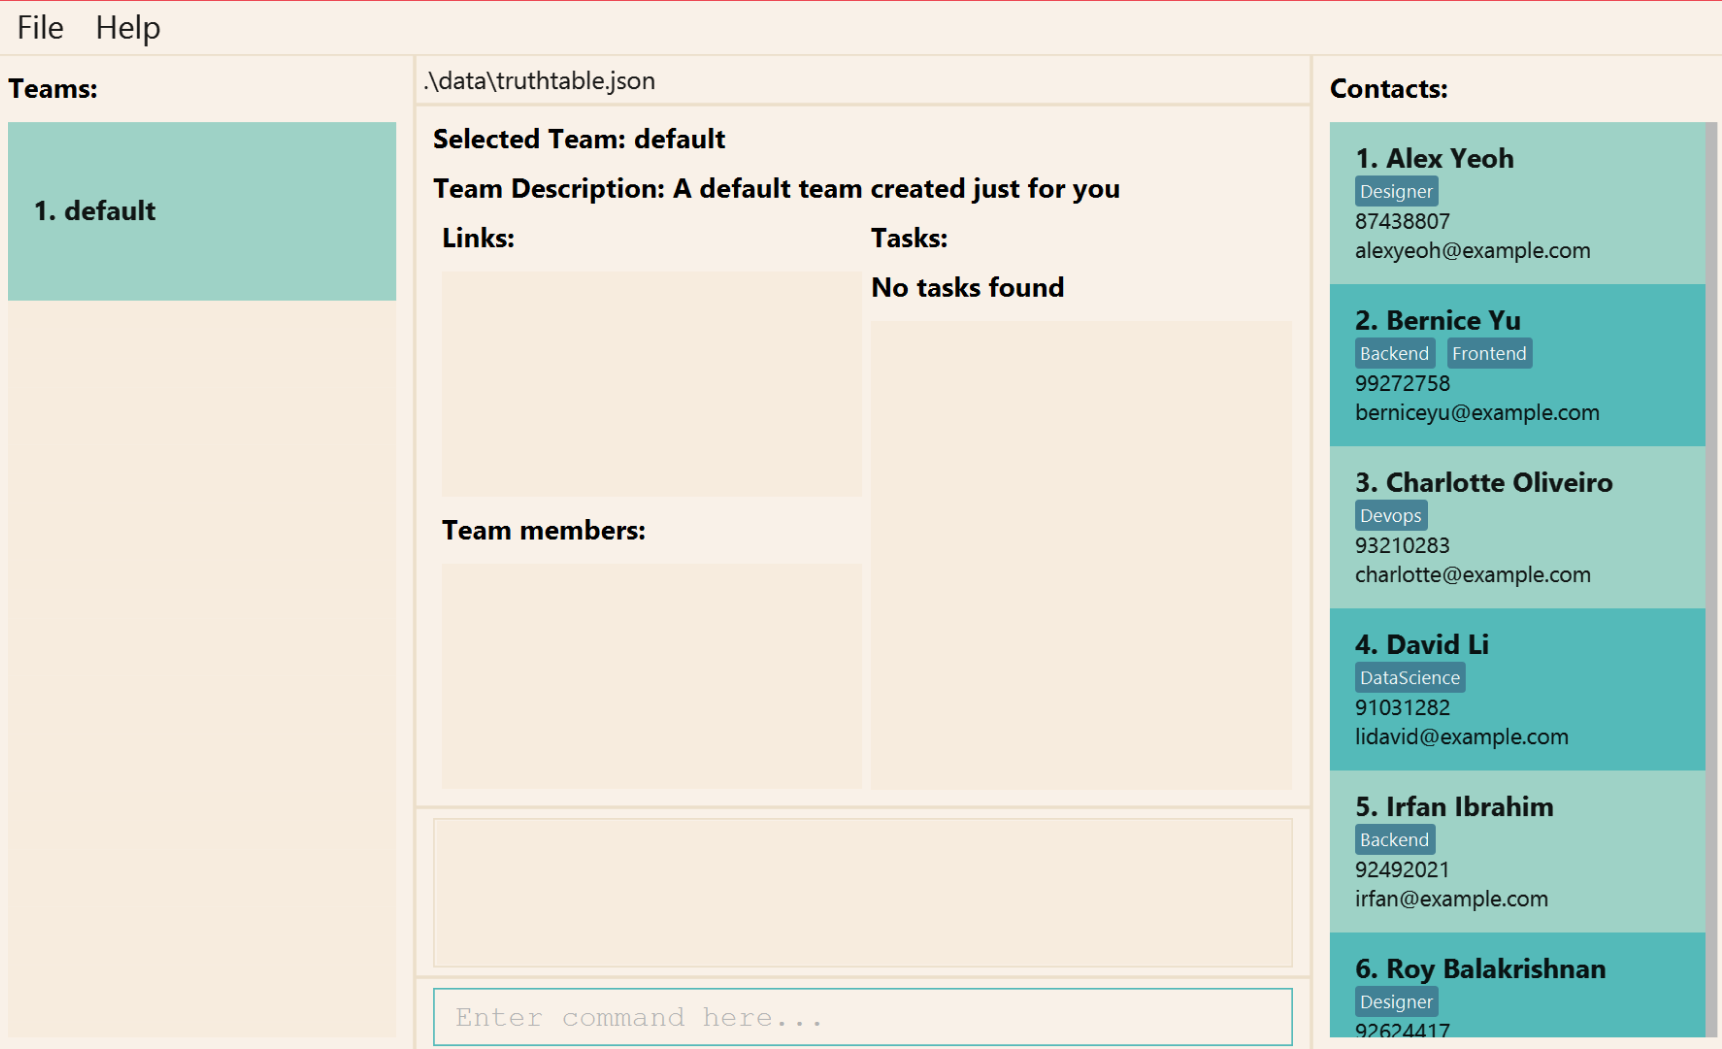 File Help
Teams:
1. default
.\data\truthtable.json
Selected Team: default
Team Description: A default team created just for you
Links:
Tasks:
No tasks found
Team members:
Enter command here...
Contacts:
1. Alex Yeoh
Designer
87438807
alexyeoh@example.com
2. Bernice Yu
Backend Frontend
99272758
berniceyu@example.com
3. Charlotte Oliveiro
Devops
93210283
charlotte@example.com
4. David Li
DataScience
91031282
lidavid@example.com
5. Irfan Ibrahim
Backend
92492021
irfan@example.com
6. Roy Balakrishnan
Designer
92624417